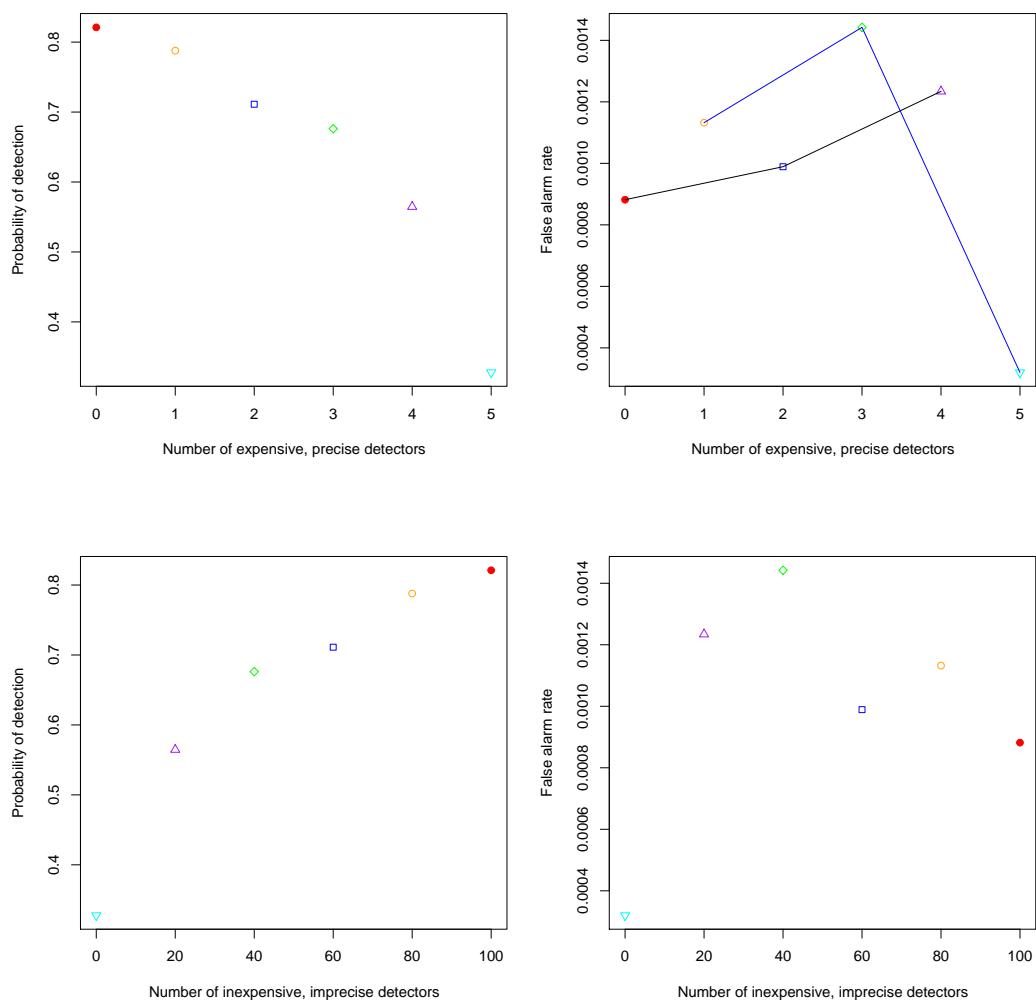 0.8
0.7
0.6
0.5
0.4
Probability of detection
0 1 2 3 4 5
Number of expensive, precise detectors
0.0014
0.0012
0.0010
0.0008
0.0006
0.0004
False alarm rate
0 1 2 3 4 5
Number of expensive, precise detectors
0.8
0.7
0.6
0.5
0.4
Probability of detection
0 20 40 60 80 100
Number of inexpensive, imprecise detectors
0.0014
0.0012
0.0010
0.0008
0.0006
0.0004
False alarm rate
0 20 40 60 80 100
Number of inexpensive, imprecise detectors